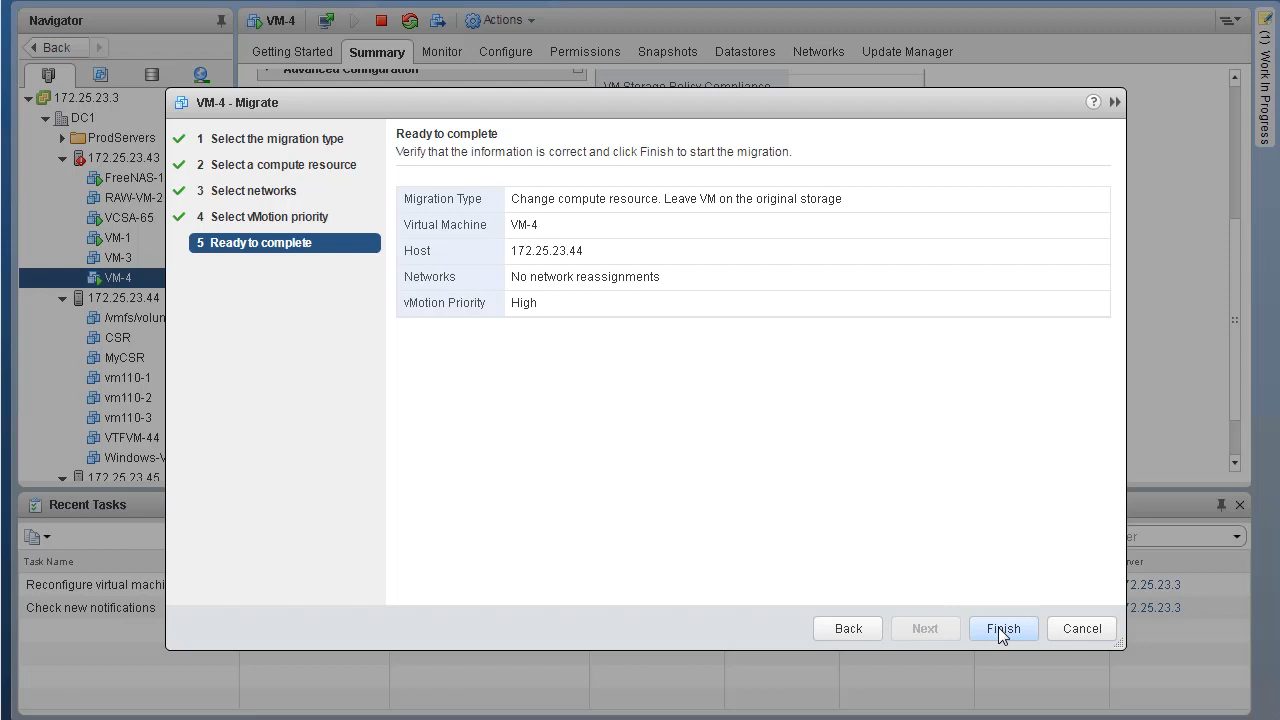 Navigator
VM-4
Actions
Back
Getting Started
Summary
Monitor
Configure
Permissions
Snapshots
Datastores
Networks
Update Manager
(1) Work In Progress
Advanced Configuration
VM Storage Policy Compliance
172.25.23.3
DC1
ProdServers
172.25.23.43
FreeNAS-1
RAW-VM-2
VCSA-65
VM-1
VM-3
VM-4
172.25.23.44
/vmfs/volun
CSR
MyCSR
vm110-1
vm110-2
vm110-3
VTFVM-44
Windows-V
172.25.23.45
VM-4 - Migrate
?
1 Select the migration type
2 Select a compute resource
3 Select networks
4 Select vMotion priority
5 Ready to complete
Ready to complete
Verify that the information is correct and click Finish to start the migration.
Migration Type Change compute resource. Leave VM on the original storage
Virtual Machine VM-4
Host 172.25.23.44
Networks No network reassignments
vMotion Priority High
Back
Next
Finish
Cancel
Recent Tasks
er
Task Name
rver
Reconfigure virtual machi
72.25.23.3
Check new notifications
72.25.23.3